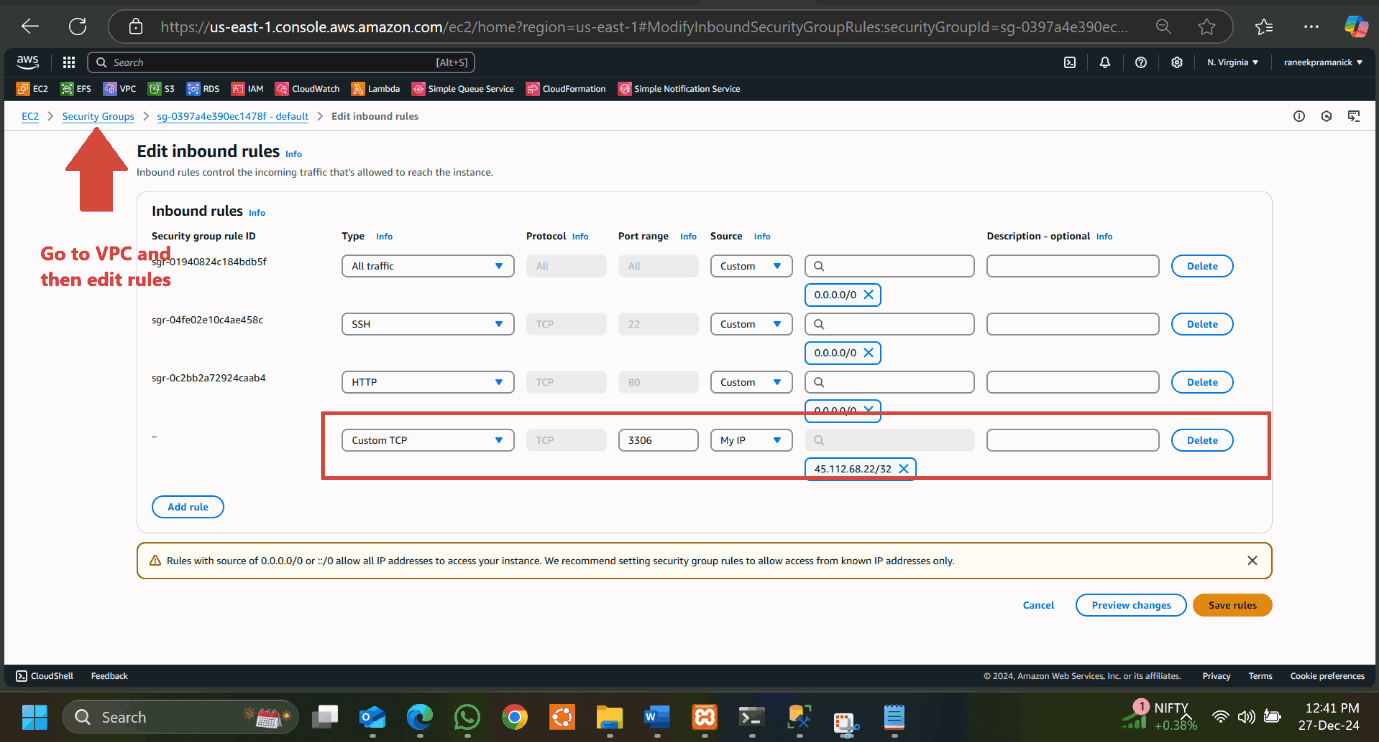 https://us-east-1.console.aws.amazon.com/ec2/home?region=us-east-1#ModifyInboundSecurityGroupRules:securityGroupId=sg-0397a4e390ec...
aws
Search [Alt+S]
N. Virginia
raneekpramanick
EC2 EFS VPC S3 RDS IAM CloudWatch Lambda Simple Queue Service CloudFormation Simple Notification Service
EC2 > Security Groups > sg-0397a4e390ec1478f - default > Edit inbound rules
Edit inbound rules Info
Inbound rules control the incoming traffic that's allowed to reach the instance.
Inbound rules Info
Security group rule ID Type Info Protocol Info Port range Info Source Info Description - optional Info
Go to VPC and
then edit rules
sgr-01940824c184bdb5f All traffic All All Custom Delete
0.0.0.0/0
sgr-04fe02e10c4ae458c SSH TCP 22 Custom Delete
0.0.0.0/0
sgr-0c2bb2a72924caab4 HTTP TCP 80 Custom Delete
0.0.0.0/0
– Custom TCP TCP 3306 My IP Delete
45.112.68.22/32
Add rule
Rules with source of 0.0.0.0/0 or ::/0 allow all IP addresses to access your instance. We recommend setting security group rules to allow access from known IP addresses only.
Cancel Preview changes Save rules
CloudShell Feedback © 2024, Amazon Web Services, Inc. or its affiliates. Privacy Terms Cookie preferences
Search
1
NIFTY
+0.38%
12:41 PM
27-Dec-24